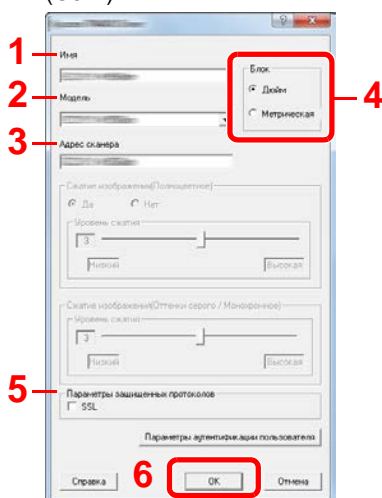 1 Имя
Блок
Дюйм
Метрическая
4
2 Модель
3 Адрес сканера
Сжатие изображения(Полноцветное)
Да Нет
Уровень сжатия
3
Низкий Высокая
Сжатие изображения(Оттенки серого / Монохромное)
Уровень сжатия
3
Низкий Высокая
5 Параметры защищенных протоколов
SSL
Параметры аутентификации пользователя
Справка 6 OK Отмена